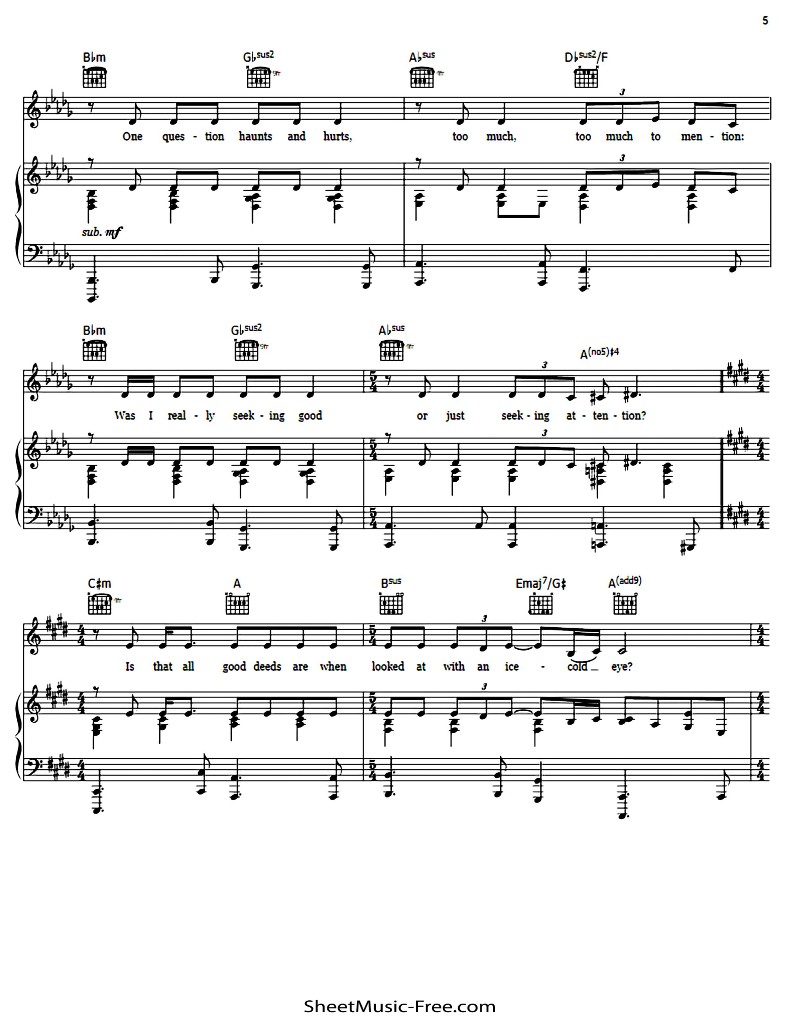 5
B♭m G♭sus2 A♭sus D♭sus2/F
3
One ques - tion haunts and hurts, too much, too much to men - tion:
3
sub. mf
B♭m G♭sus2 A♭sus A(no5)♯4
3
Was I real - ly seek - ing good or just seek - ing at - ten - tion?
3
C♯m A Bsus Emaj7/G♯ A(add9)
3
Is that all good deeds are when looked at with an ice - cold eye?
3
SheetMusic-Free.com